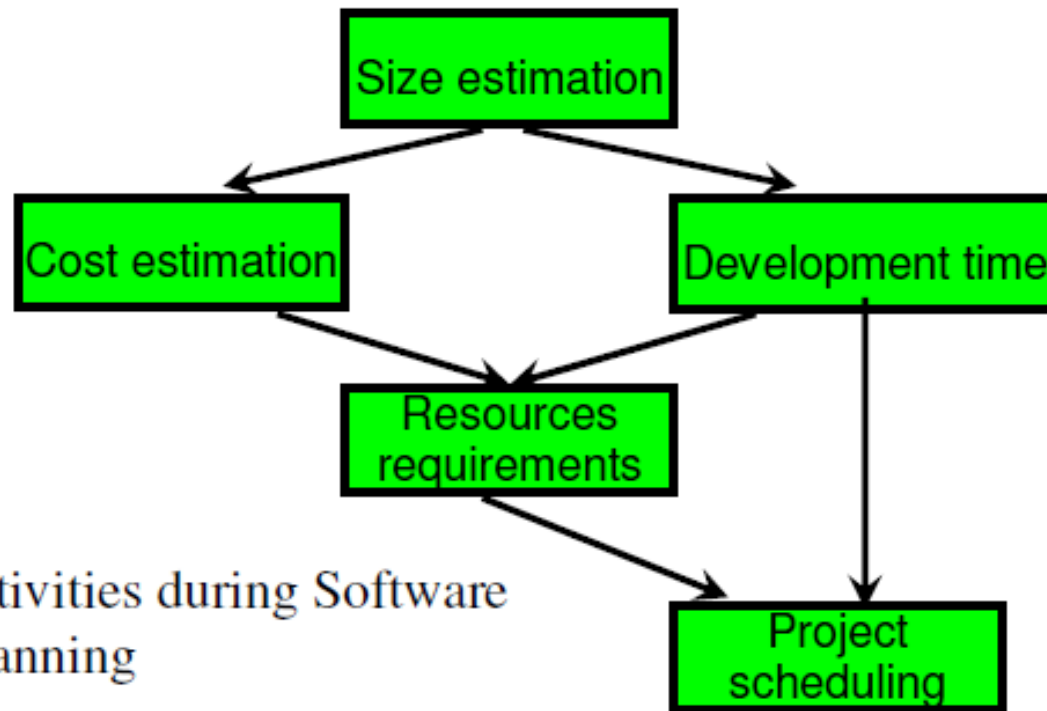 Size estimation
Cost estimation
Development time
Resources
requirements
tivities during Software
anning
Project
scheduling